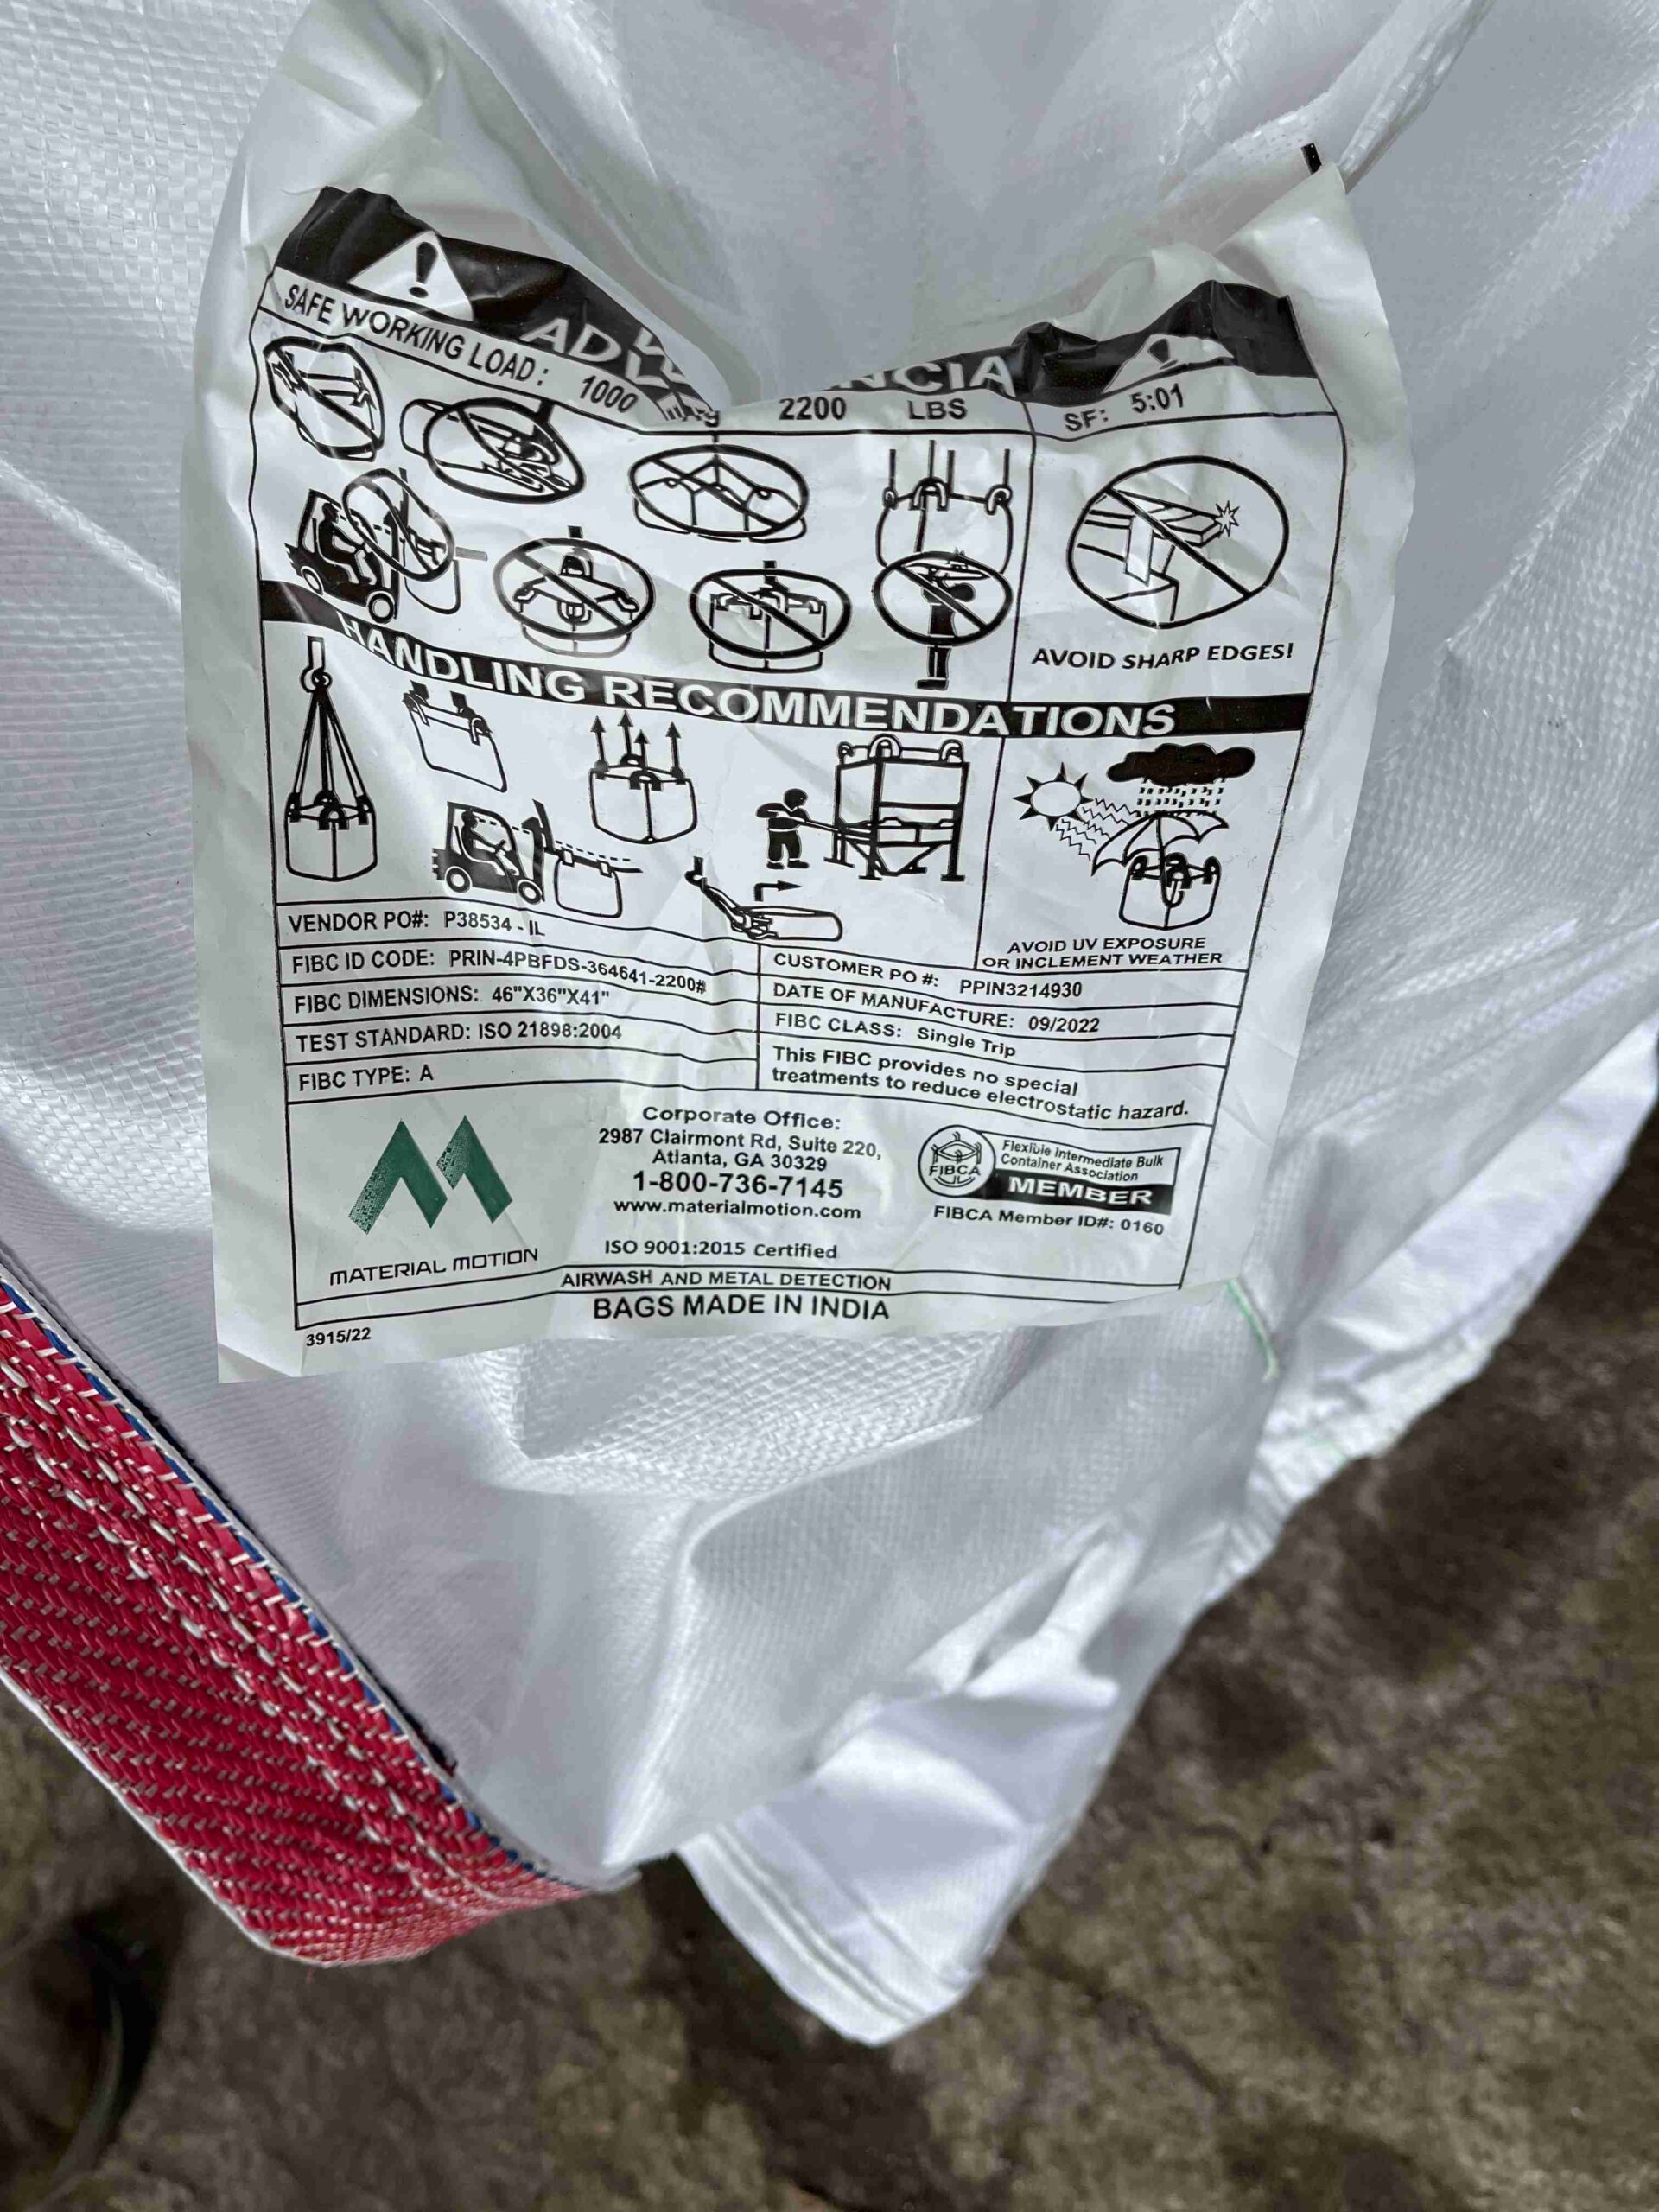 SAFE WORKING LOAD: 1000 2200 LBS
SF: 5:01
AVOID SHARP EDGES!
HANDLING RECOMMENDATIONS
AVOID UV EXPOSURE
OR INCLEMENT WEATHER
VENDOR PO#: P38534-IL
FIBC ID CODE: PRIN-4PBFDS-364641-2200#
FIBC DIMENSIONS: 46"X36"X41"
TEST STANDARD: ISO 21898:2004
FIBC TYPE: A
CUSTOMER PO #: PPIN3214930
DATE OF MANUFACTURE: 09/2022
FIBC CLASS: Single Trip
This FIBC provides no special
treatments to reduce electrostatic hazard.
MATERIAL MOTION
Corporate Office:
2987 Clairmont Rd, Suite 220,
Atlanta, GA 30329
1-800-736-7145
www.materialmotion.com
ISO 9001:2015 Certified
FIBCA
Flexible Intermediate Bulk
Container Association
MEMBER
FIBCA Member ID#: 0160
AIRWASH AND METAL DETECTION
BAGS MADE IN INDIA
3915/22